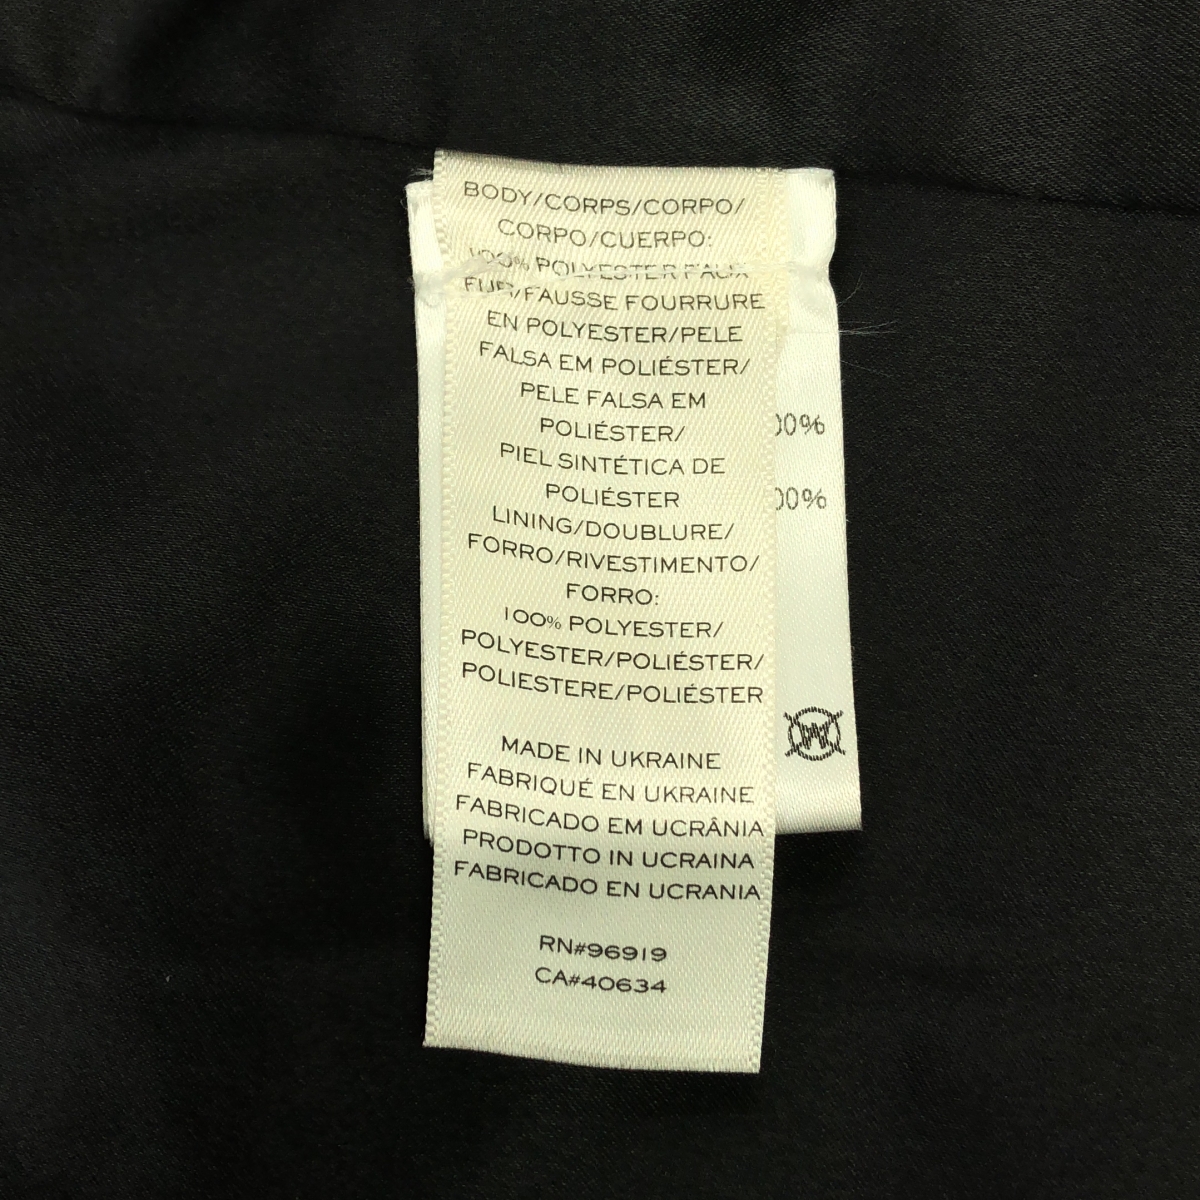 BODY/CORPS/CORPO/
CORPO/CUERPO:
100% POLYESTER FAUX
FUR/FAUSSE FOURRURE
EN POLYESTER/PELE
FALSA EM POLIÉSTER/
PELE FALSA EM
POLIÉSTER/
PIEL SINTÉTICA DE
POLIÉSTER
LINING/DOUBLURE/
FORRO/RIVESTIMENTO/
FORRO:
100% POLYESTER/
POLYESTER/POLIÉSTER/
POLIESTERE/POLIÉSTER
MADE IN UKRAINE
FABRIQUÉ EN UKRAINE
FABRICADO EM UCRÂNIA
PRODOTTO IN UCRAINA
FABRICADO EN UCRANIA
RN#96919
CA#40634